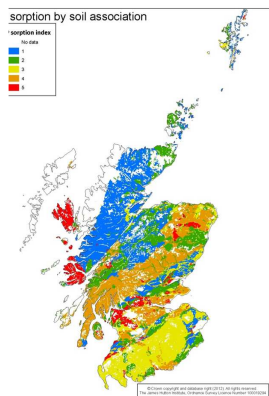 sorption by soil association
sorption index
No data
1
2
3
4
5
© Crown copyright and database right (2013). All rights reserved
The James Hutton Institute, Ordnance Survey Licence Number